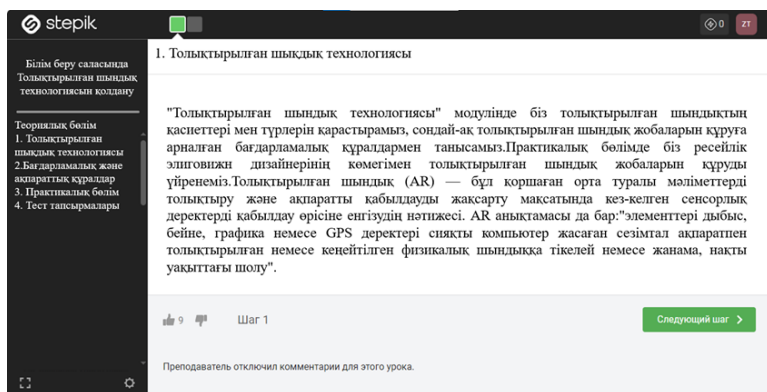 stepik
0
ZT
Білім беру саласында
Толықтырылған шындық
технологиясын қолдану
Теориялық бөлім
1. Толықтырылған
шықдық технологиясы
2.Бағдарламалық және
ақпараттық құралдар
3. Практикалық бөлім
4. Тест тапсырмалары
1. Толықтырылған шықдық технологиясы
"Толықтырылған шындық технологиясы" модулінде біз толықтырылған шындықтың
қасиеттері мен түрлерін қарастырамыз, сондай-ақ толықтырылған шындық жобаларын құруға
арналған бағдарламалық құралдармен танысамыз.Практикалық бөлімде біз ресейлік
элиговижн дизайнерінің көмегімен толықтырылған шындық жобаларын құруды
үйренеміз.Толықтырылған шындық (AR) — бұл қоршаған орта туралы мәліметтерді
толықтыру және ақпаратты қабылдауды жақсарту мақсатында кез-келген сенсорлық
деректерді қабылдау өрісіне енгізудің нәтижесі. AR анықтамасы да бар:"элементтері дыбыс,
бейне, графика немесе GPS деректері сияқты компьютер жасаған сезімтал ақпаратпен
толықтырылған немесе кеңейтілген физикалық шындыққа тікелей немесе жанама, нақты
уақыттағы шолу".
9
Шаг 1
Следующий шаг
Преподаватель отключил комментарии для этого урока.